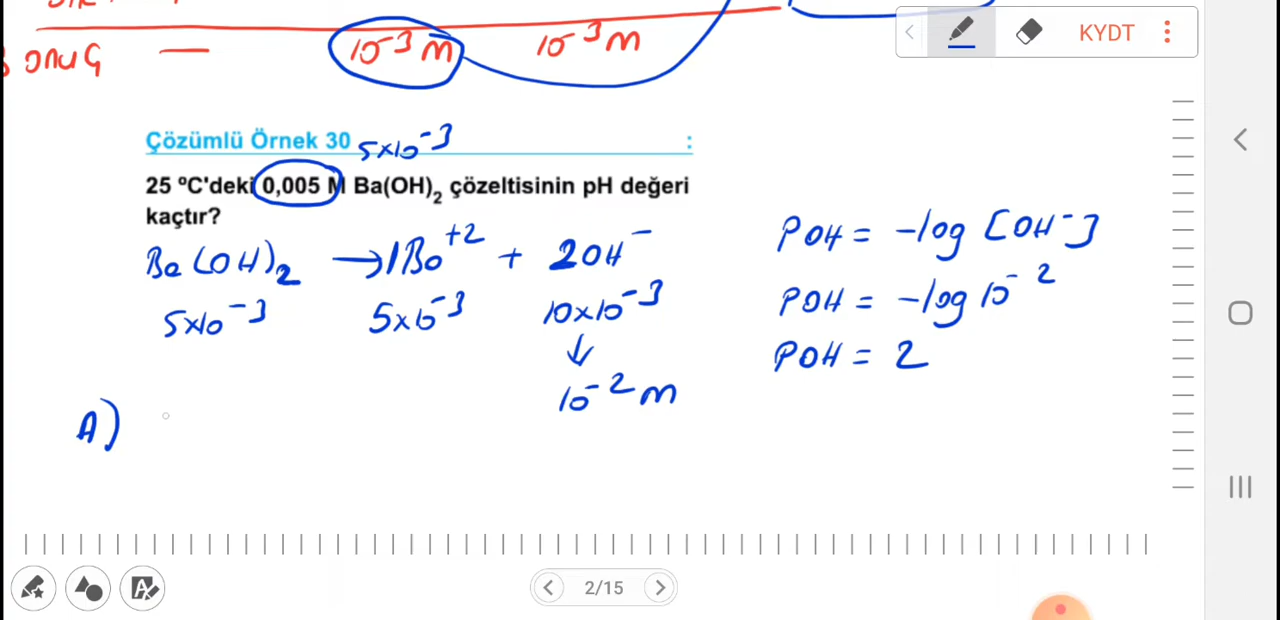 ONUÇ — 10⁻³ M 10⁻³ M
KYDT
Çözümlü Örnek 30 5x10⁻³ :
25 ºC'deki 0,005 M Ba(OH)₂ çözeltisinin pH değeri
kaçtır?
Ba(OH)₂ → 1Ba⁺² + 2OH⁻
5x10⁻³ 5x10⁻³ 10x10⁻³
↓
10⁻² M
POH = -log [OH⁻]
POH = -log 10⁻²
POH = 2
A)
2/15